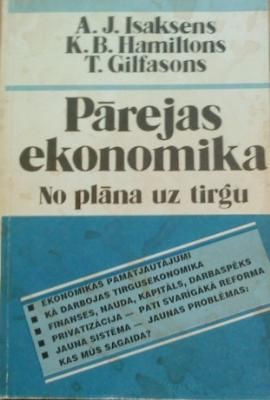 A. J. Isaksens
K. B. Hamiltons
T. Gilfasons
Pārejas
ekonomika
No plāna uz tirgu
▪ EKONOMIKAS PAMATJAUTĀJUMI
▪ KĀ DARBOJAS TIRGUSEKONOMIKA
▪ FINANSES, NAUDA, KAPITĀLS, DARBASPĒKS
▪ PRIVATIZĀCIJA — PATI SVARĪGĀKĀ REFORMA
▪ JAUNA SISTĒMA — JAUNAS PROBLĒMAS:
KAS MŪS SAGAIDA?